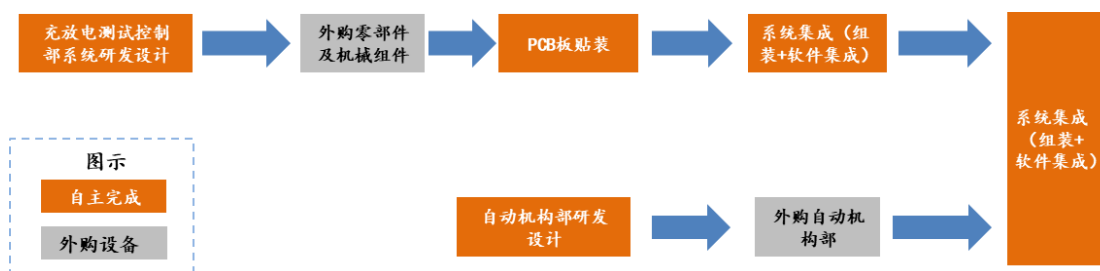 充放电测试控制
部系统研发设计
外购零部件
及机械组件
PCB板贴装
系统集成（组
装+软件集成）
系统集成
（组装+
软件集成）
图示
自主完成
外购设备
自动机构部研发
设计
外购自动机
构部